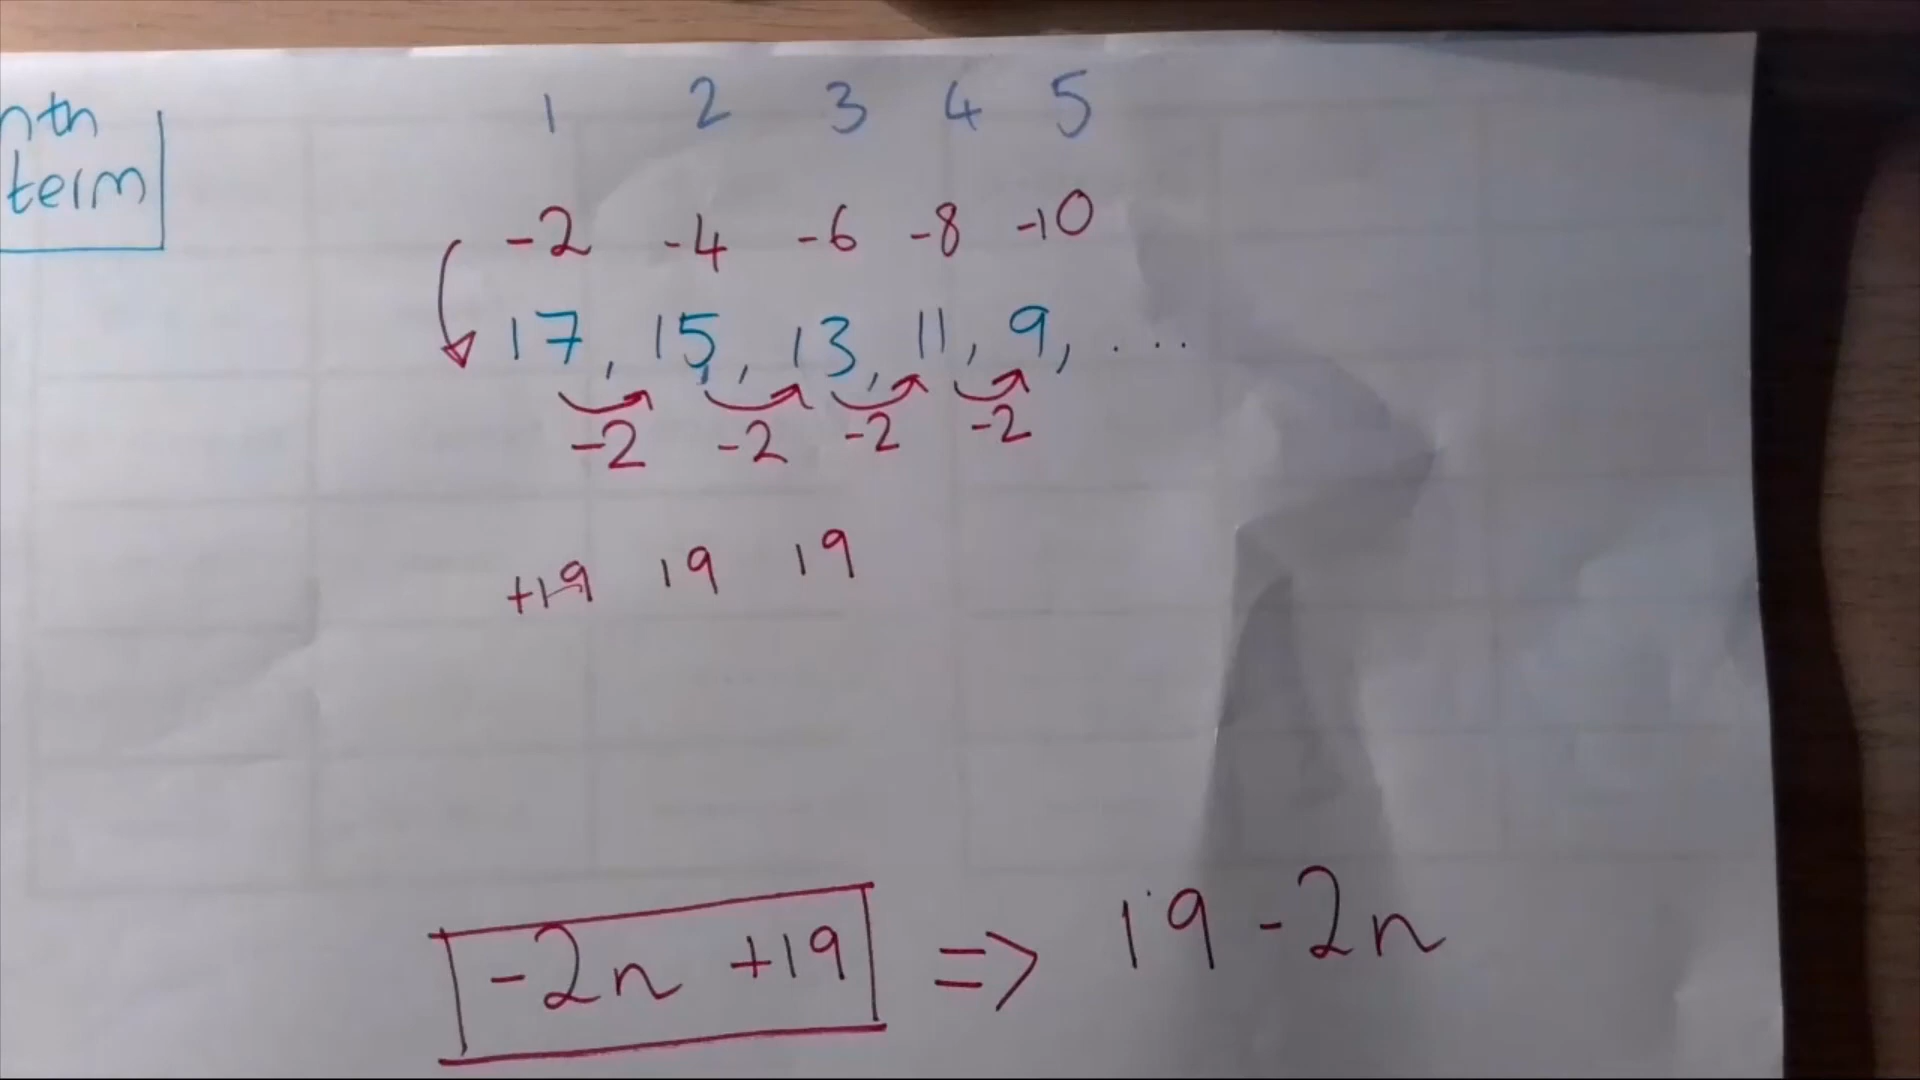 nth
term
1 2 3 4 5
-2 -4 -6 -8 -10
17, 15, 13, 11, 9, ...
-2 -2 -2 -2
+19 19 19
-2n +19 => 19 -2n